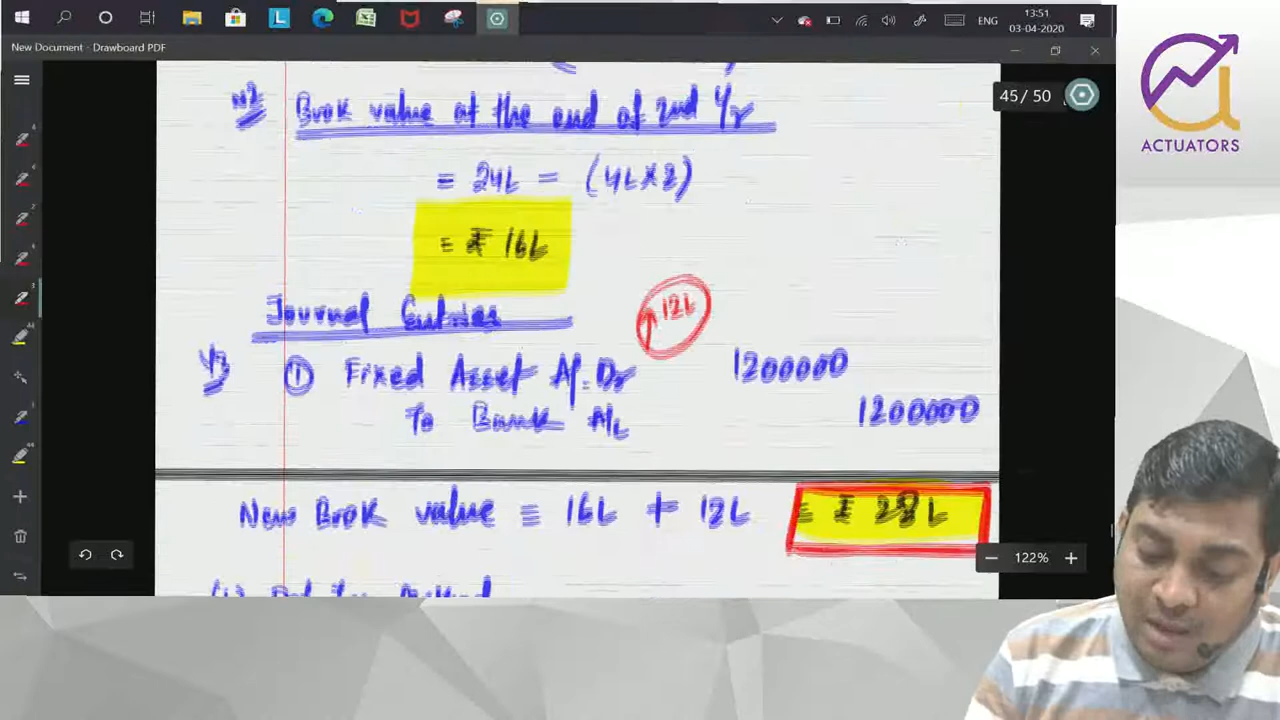 13:51
ENG
03-04-2020
New Document - Drawboard PDF
45 / 50
ACTUATORS
Book value at the end of 2nd Yr
= 24L = (4L×2)
= ₹ 16L
Journal Entries
↑12L
Y3 ① Fixed Asset A/c Dr 1200000
To Bank A/c 1200000
New Book value = 16L + 12L = ₹ 28L
122%